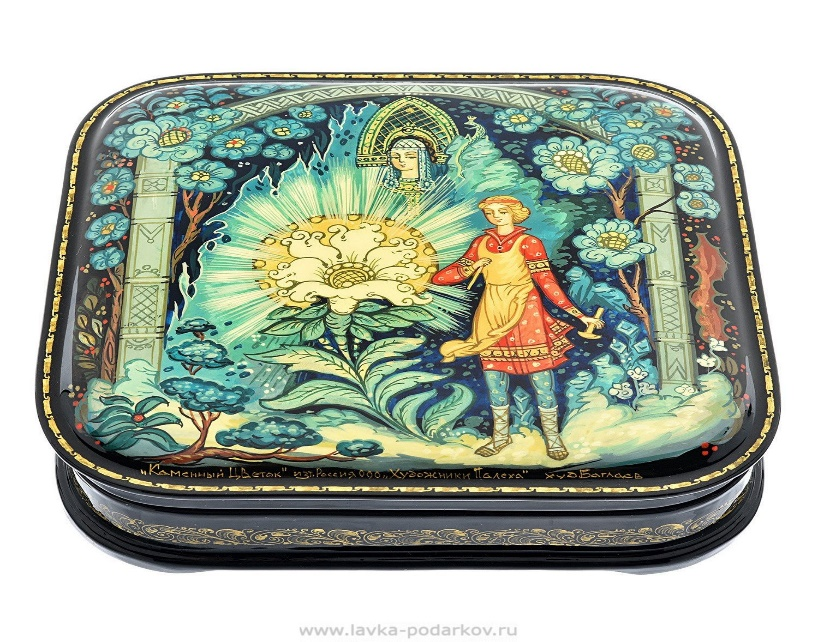 „Каменный Цветок" изг. Россия ООО „Художники Палеха" худ. Баглаев
www.lavka-podarkov.ru